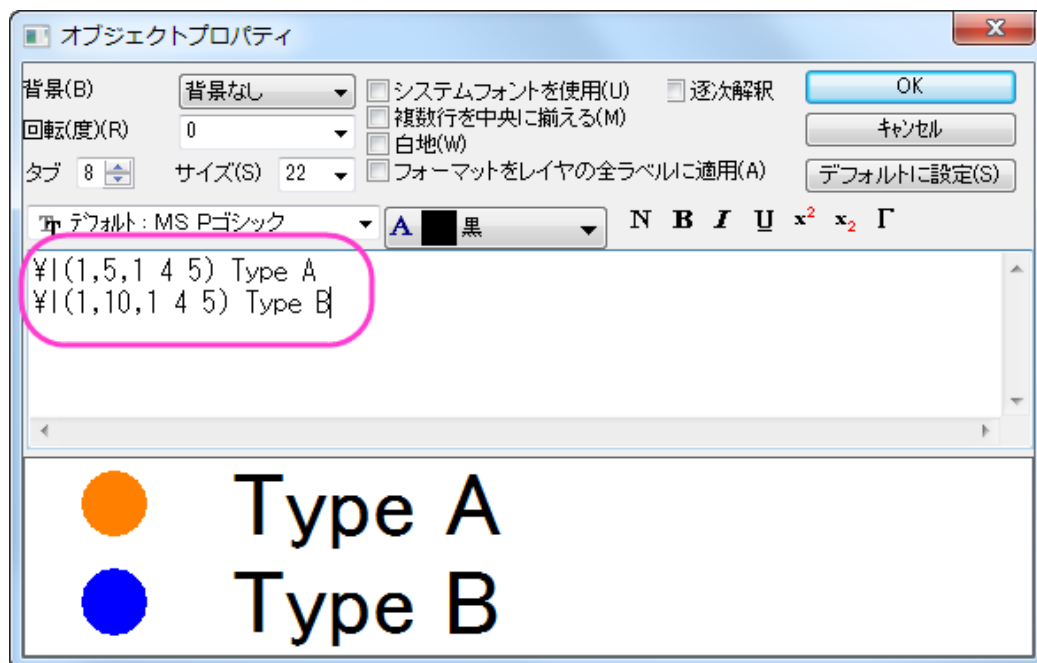 オブジェクトプロパティ
背景(B) 背景なし システムフォントを使用(U) 逐次解釈 OK
複数行を中央に揃える(M)
回転(度)(R) 0 白地(W) キャンセル
タブ 8 サイズ(S) 22 フォーマットをレイヤの全ラベルに適用(A) デフォルトに設定(S)
デフォルト : MS Pゴシック A 黒 N B I U x² x₂ Γ
¥l(1,5,1 4 5) Type A
¥l(1,10,1 4 5) Type B
Type A
Type B